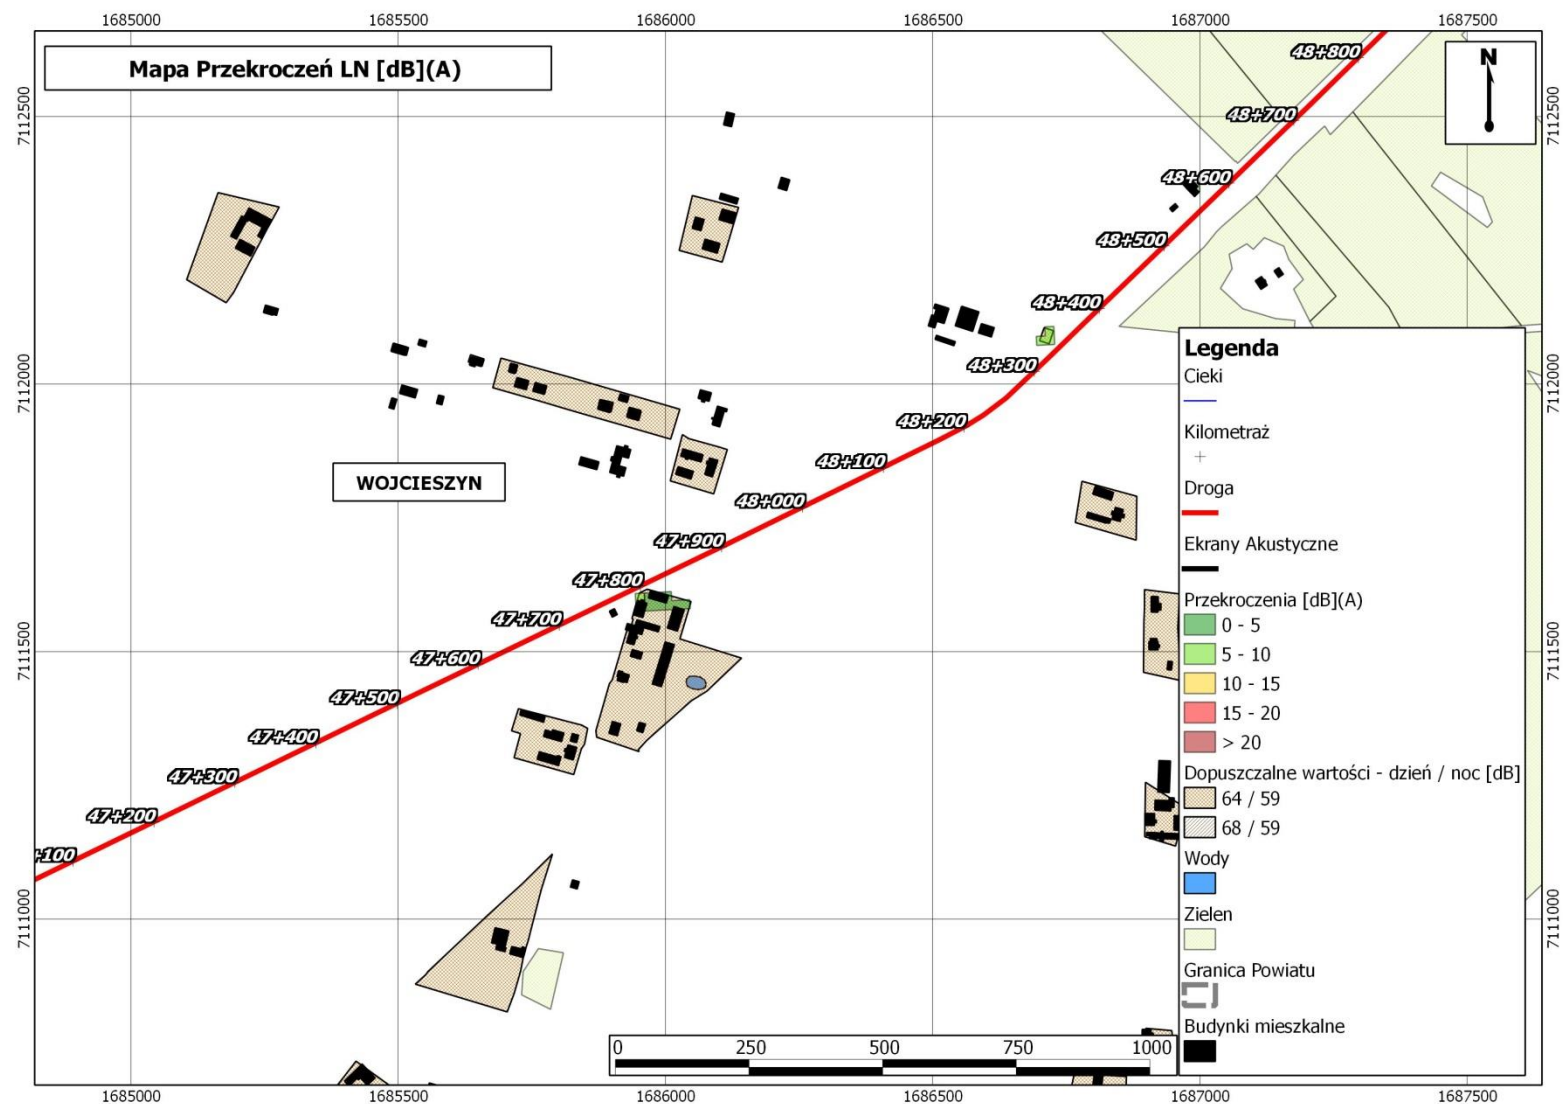 1685000 1685500 1686000 1686500 1687000 1687500
Mapa Przekroczeń LN [dB](A)
N
48+800
7112500
48+700
7112500
48+600
48+500
48+400
Legenda
Cieki
48+300
7112000
7112000
48+200
Kilometraż
48+100
WOJCIESZYN
Droga
48+000
47+900
Ekrany Akustyczne
47+800
Przekroczenia [dB](A)
47+700
0 - 5
47+600
7111500
5 - 10
7111500
47+500
10 - 15
47+400
15 - 20
> 20
47+300
Dopuszczalne wartości - dzień / noc [dB]
64 / 59
47+200
68 / 59
+100
Wody
7111000
Zielen
7111000
Granica Powiatu
Budynki mieszkalne
0 250 500 750 1000
1685000 1685500 1686000 1686500 1687000 1687500